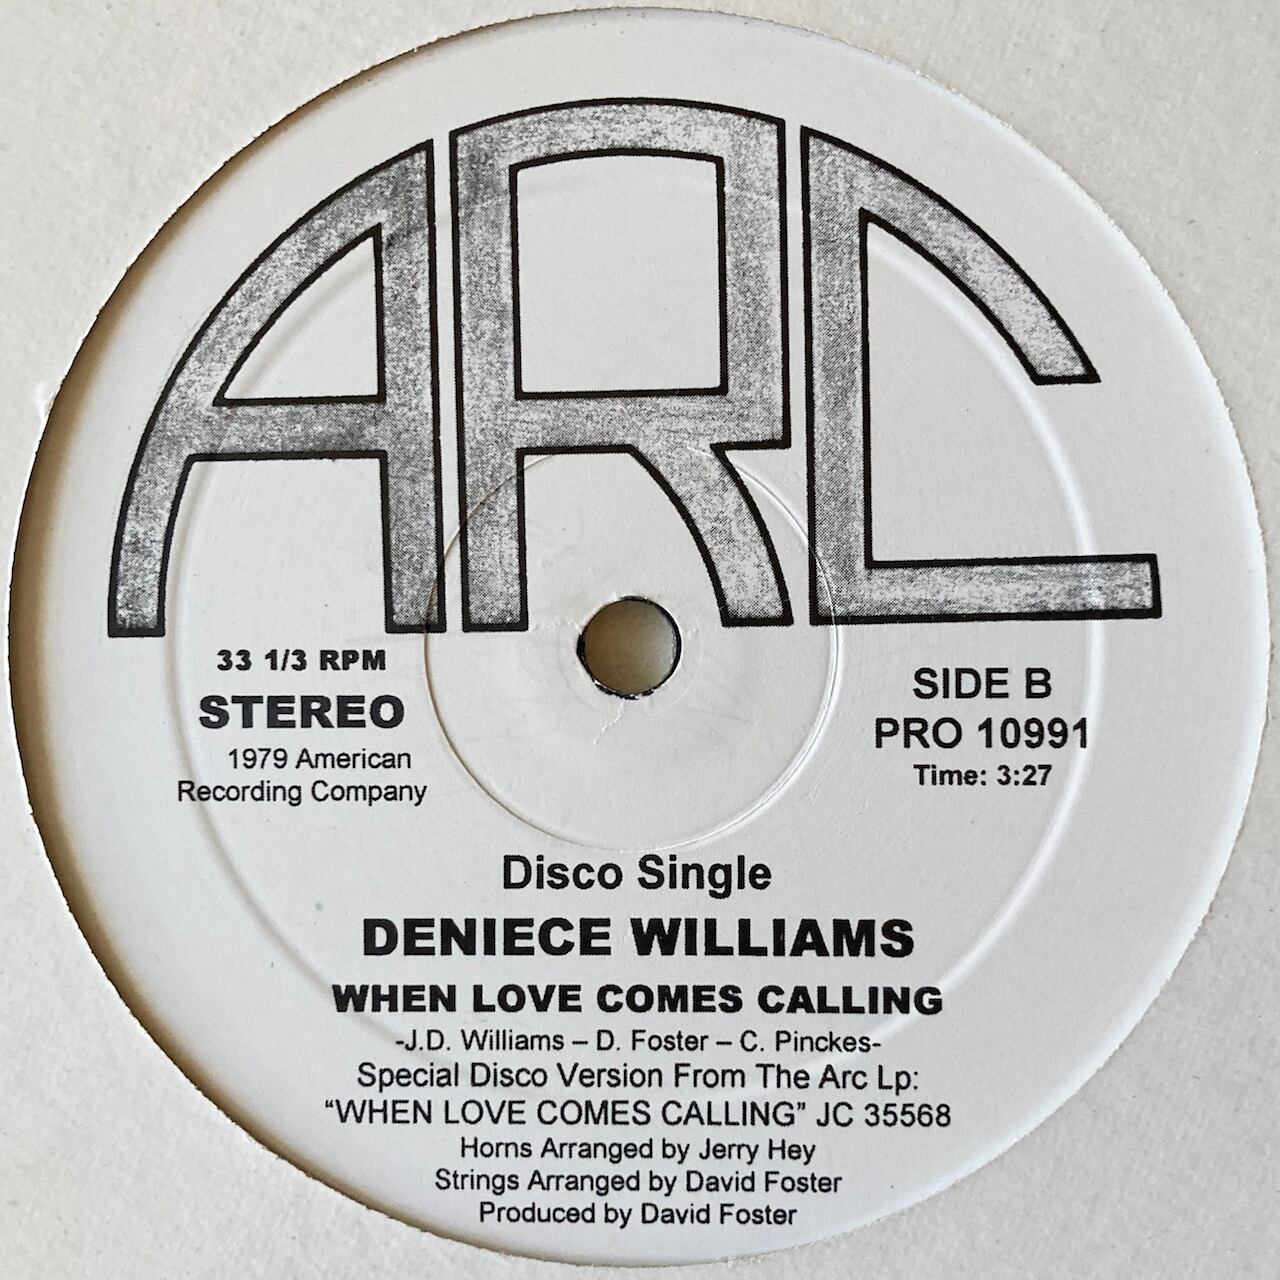 ARC
33 1/3 RPM
STEREO
1979 American
Recording Company
SIDE B
PRO 10991
Time: 3:27
Disco Single
DENIECE WILLIAMS
WHEN LOVE COMES CALLING
-J.D. Williams – D. Foster – C. Pinckes-
Special Disco Version From The Arc Lp:
“WHEN LOVE COMES CALLING” JC 35568
Horns Arranged by Jerry Hey
Strings Arranged by David Foster
Produced by David Foster